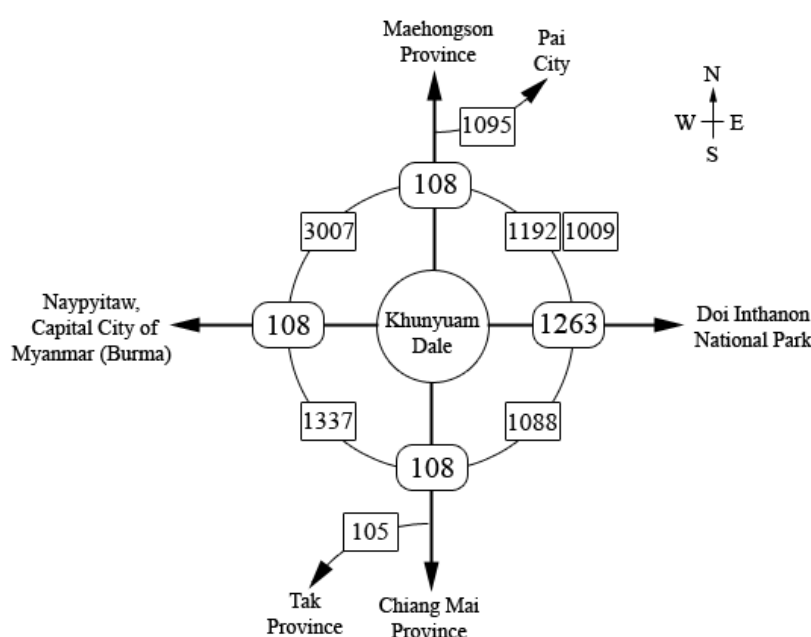 Maehongson
Province
Pai
City
N
W E
S
1095
108
3007
1192 1009
Naypyitaw,
Capital City of
Myanmar (Burma)
108
Khunyuam
Dale
1263
Doi Inthanon
National Park
1337
1088
108
105
Tak
Province
Chiang Mai
Province